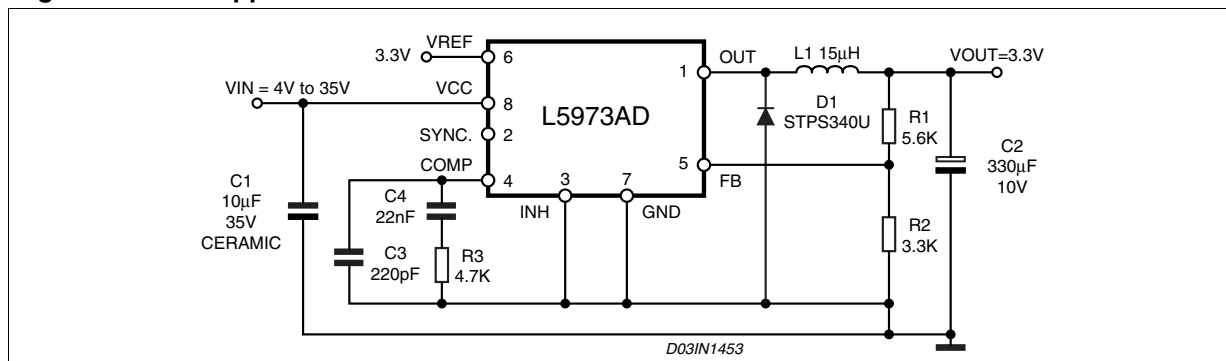 VREF
3.3V
6
VIN = 4V to 35V
VCC
8
SYNC.
2
COMP
4
L5973AD
3
INH
7
GND
1
OUT
5
FB
L1 15µH
VOUT=3.3V
D1
STPS340U
R1
5.6K
C2
330µF
10V
R2
3.3K
C1
10µF
35V
CERAMIC
C4
22nF
C3
220pF
R3
4.7K
D03IN1453